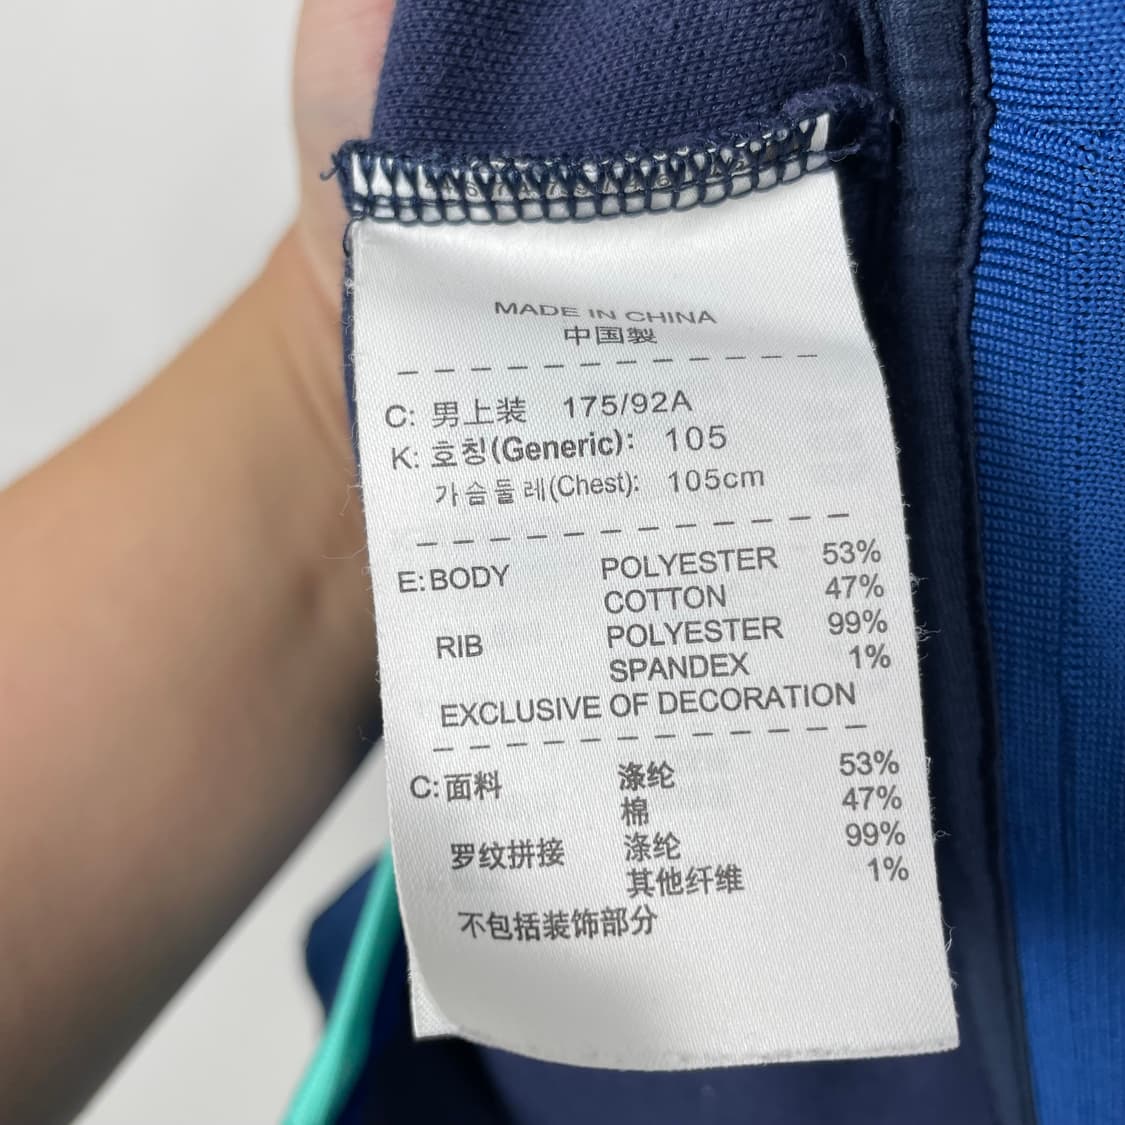 MADE IN CHINA
中国製
C: 男上装 175/92A
K: 호칭(Generic): 105
가슴둘레(Chest): 105cm
E: BODY POLYESTER 53%
COTTON 47%
RIB POLYESTER 99%
SPANDEX 1%
EXCLUSIVE OF DECORATION
C: 面料 涤纶 53%
棉 47%
罗纹拼接 涤纶 99%
其他纤维 1%
不包括装饰部分